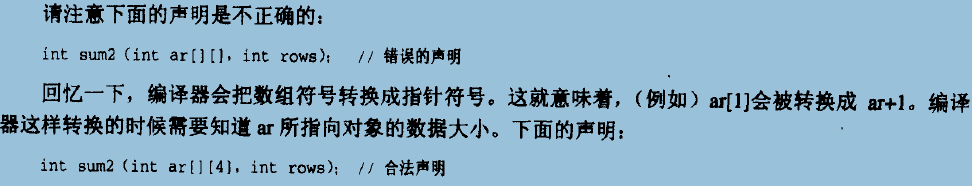 请注意下面的声明是不正确的：
int sum2 (int ar[][], int rows); // 错误的声明
回忆一下，编译器会把数组符号转换成指针符号。这就意味着，（例如）ar[1]会被转换成 ar+1。编译
器这样转换的时候需要知道 ar 所指向对象的数据大小。下面的声明：
int sum2 (int ar[][4], int rows); // 合法声明